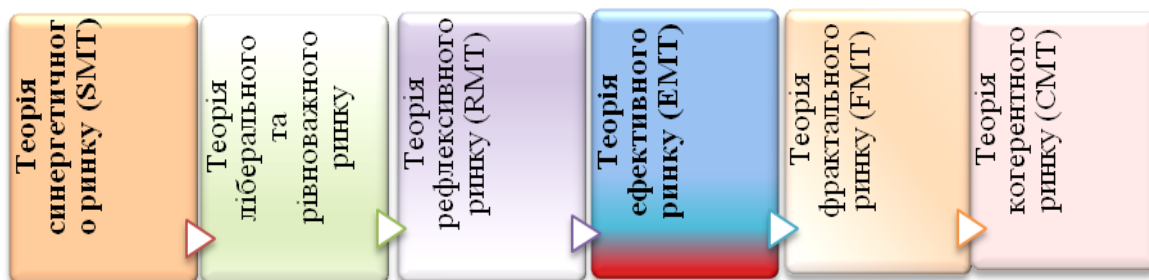 Теорія
синергетичног
о ринку (SMT)
Теорія
ліберального
та
рівноважного
ринку
Теорія
рефлексивного
ринку (RMT)
Теорія
ефективного
ринку (EMT)
Теорія
фрактального
ринку (FMT)
Теорія
когерентного
ринку (CMT)